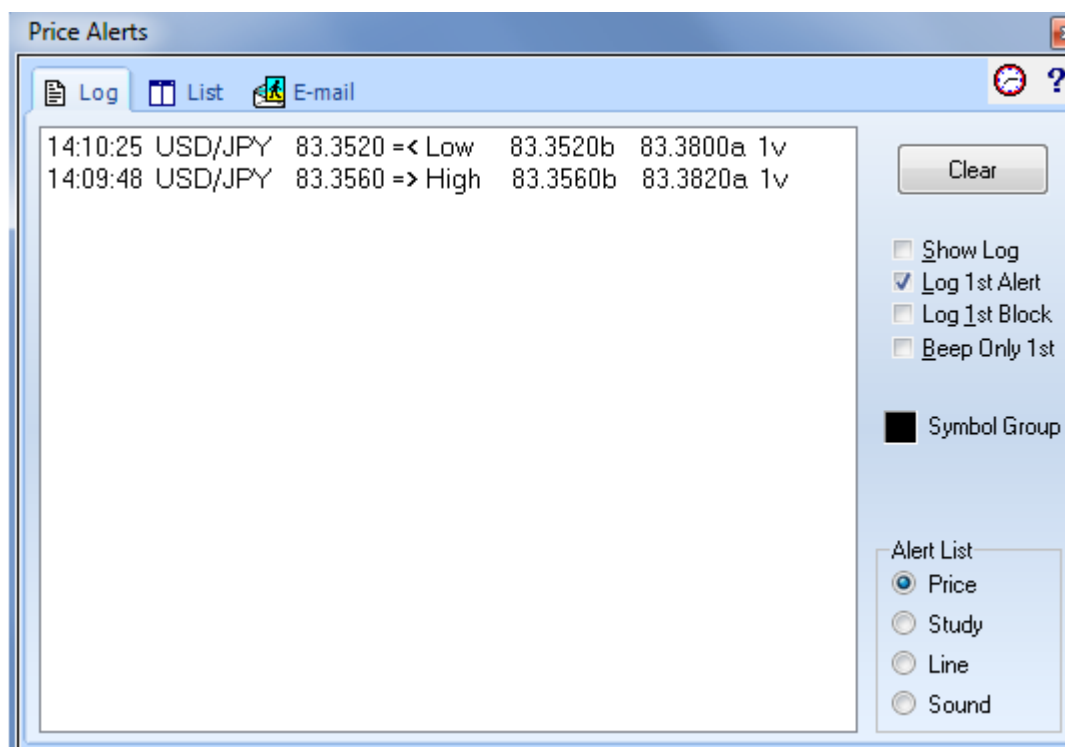 Price Alerts
Log List E-mail
?
14:10:25 USD/JPY 83.3520 =< Low 83.3520b 83.3800a 1v
14:09:48 USD/JPY 83.3560 => High 83.3560b 83.3820a 1v
Clear
Show Log
Log 1st Alert
Log 1st Block
Beep Only 1st
Symbol Group
Alert List
Price
Study
Line
Sound